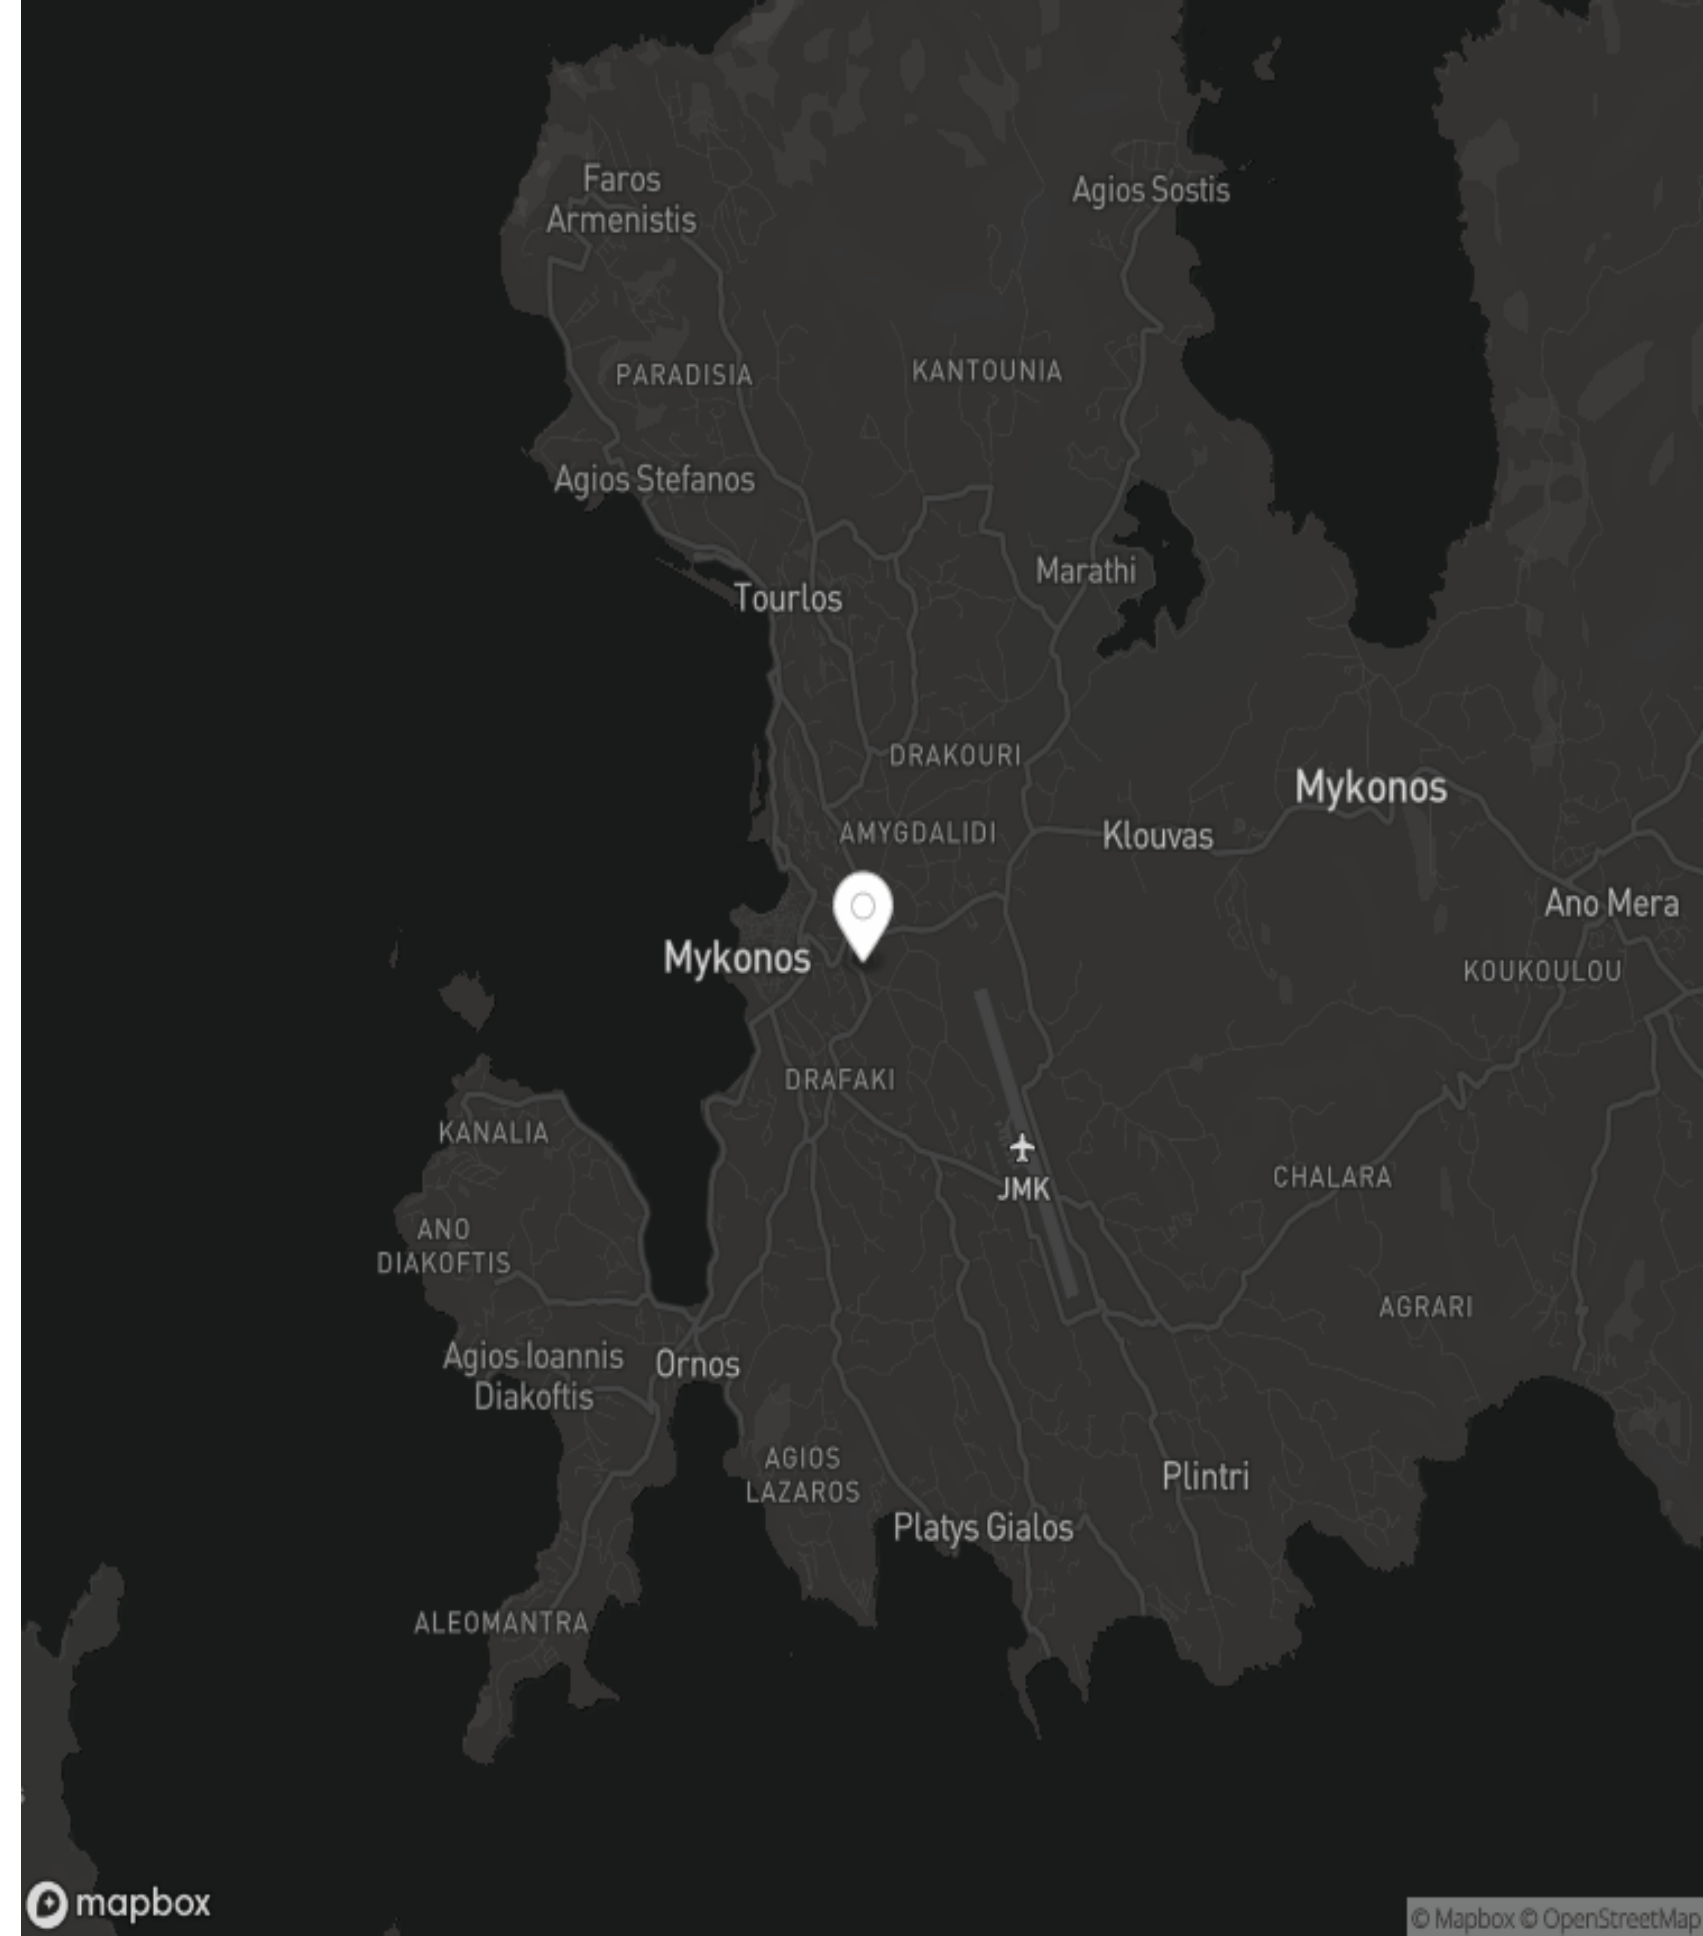 Faros
Armenistis
Agios Sostis
PARADISIA
KANTOUNIA
Agios Stefanos
Marathi
Tourlos
DRAKOURI
Mykonos
AMYGDALIDI
Klouvas
Ano Mera
Mykonos
KOUKOULOU
DRAFAKI
KANALIA
JMK
CHALARA
ANO
DIAKOFTIS
AGRARI
Agios Ioannis
Diakoftis
Ornos
AGIOS
LAZAROS
Plintri
Platys Gialos
ALEOMANTRA
mapbox
© Mapbox © OpenStreetMap